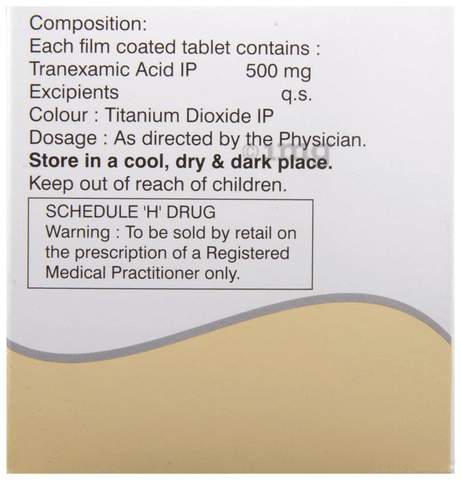 Composition:
Each film coated tablet contains :
Tranexamic Acid IP 500 mg
Excipients q.s.
Colour : Titanium Dioxide IP
Dosage : As directed by the Physician.
Store in a cool, dry & dark place.
Keep out of reach of children.
SCHEDULE 'H' DRUG
Warning : To be sold by retail on
the prescription of a Registered
Medical Practitioner only.